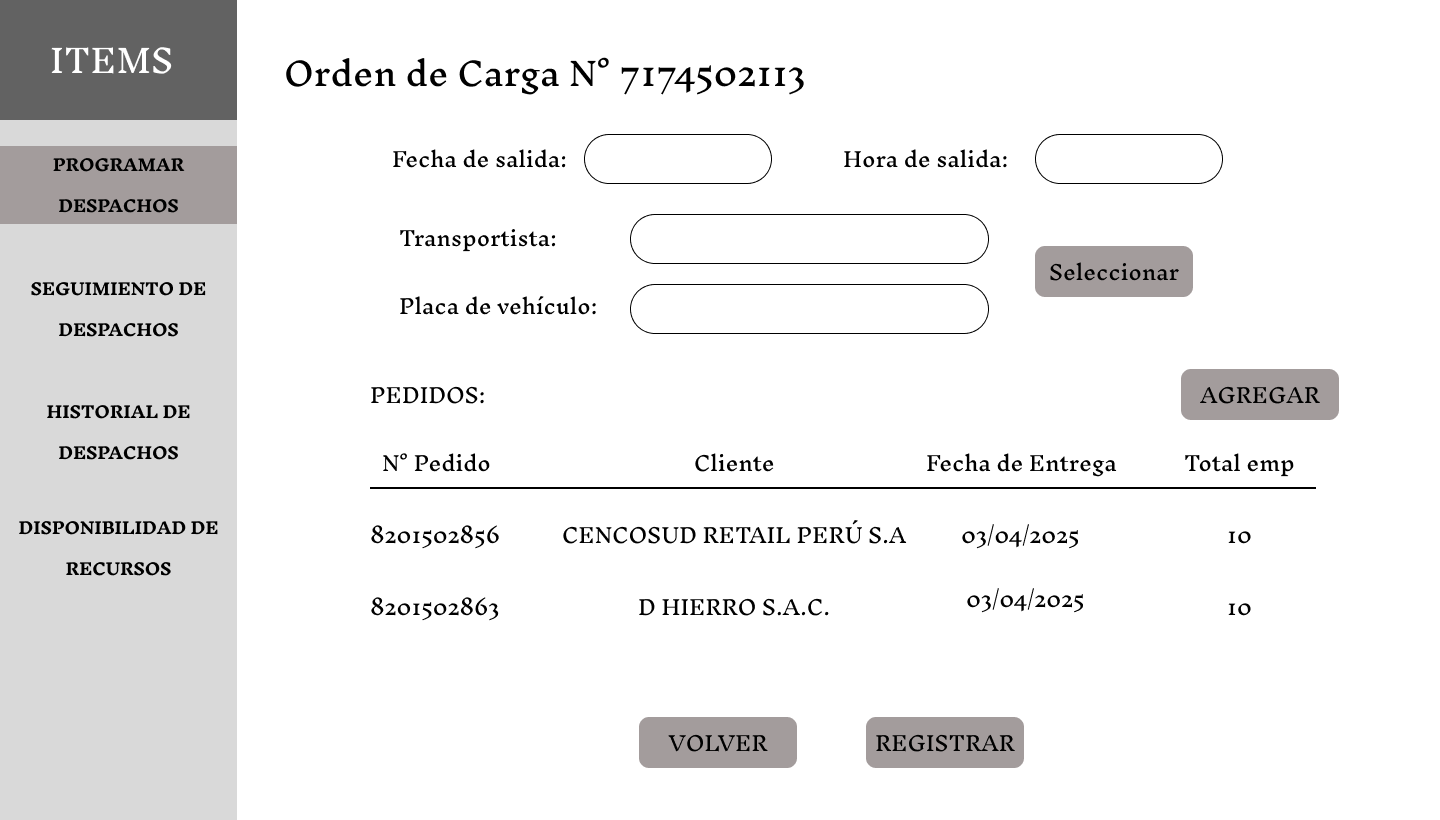 ITEMS
PROGRAMAR
DESPACHOS
SEGUIMIENTO DE
DESPACHOS
HISTORIAL DE
DESPACHOS
DISPONIBILIDAD DE
RECURSOS
Orden de Carga N° 7174502113
Fecha de salida: Hora de salida:
Transportista:
Seleccionar
Placa de vehículo:
PEDIDOS: AGREGAR
N° Pedido Cliente Fecha de Entrega Total emp
8201502856 CENCOSUD RETAIL PERÚ S.A 03/04/2025 10
8201502863 D HIERRO S.A.C. 03/04/2025 10
VOLVER REGISTRAR